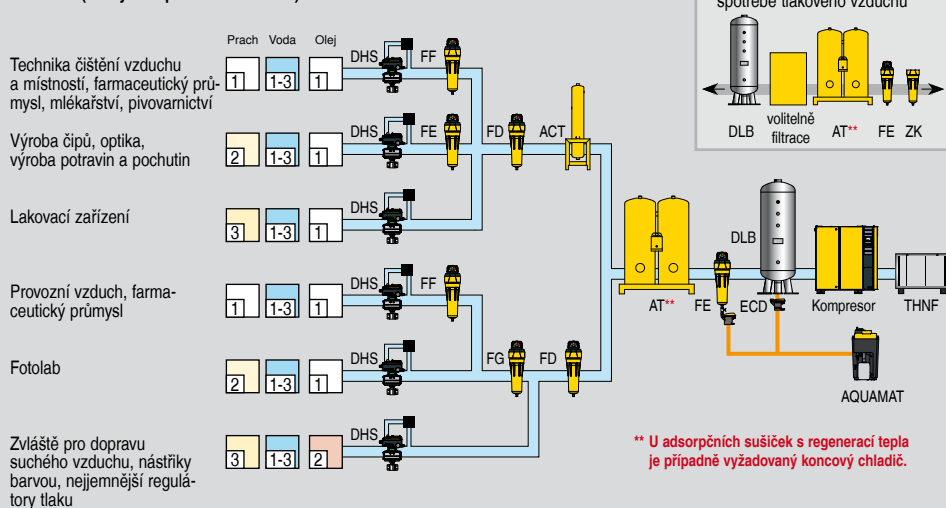 spotřebě tlakového vzduchu
DLB
volitelně
filtrace
AT**
FE
ZK
Prach Voda Olej
Technika čištění vzduchu
a místností, farmaceutický prů-
mysl, mlékařství, pivovarnictví
1 1-3 1
DHS FF
Výroba čipů, optika,
výroba potravin a pochutin
2 1-3 1
DHS FE FD ACT
Lakovací zařízení
3 1-3 1
DHS
DLB
AT** FE ECD Kompresor THNF
AQUAMAT
Provozní vzduch, farma-
ceutický průmysl
1 1-3 1
DHS FF
Fotolab
2 1-3 1
DHS FG FD
Zvláště pro dopravu
suchého vzduchu, nástřiky
barvou, nejjemnější regulá-
tory tlaku
3 1-3 2
DHS
** U adsorpčních sušiček s regenerací tepla
je případně vyžadovaný koncový chladič.